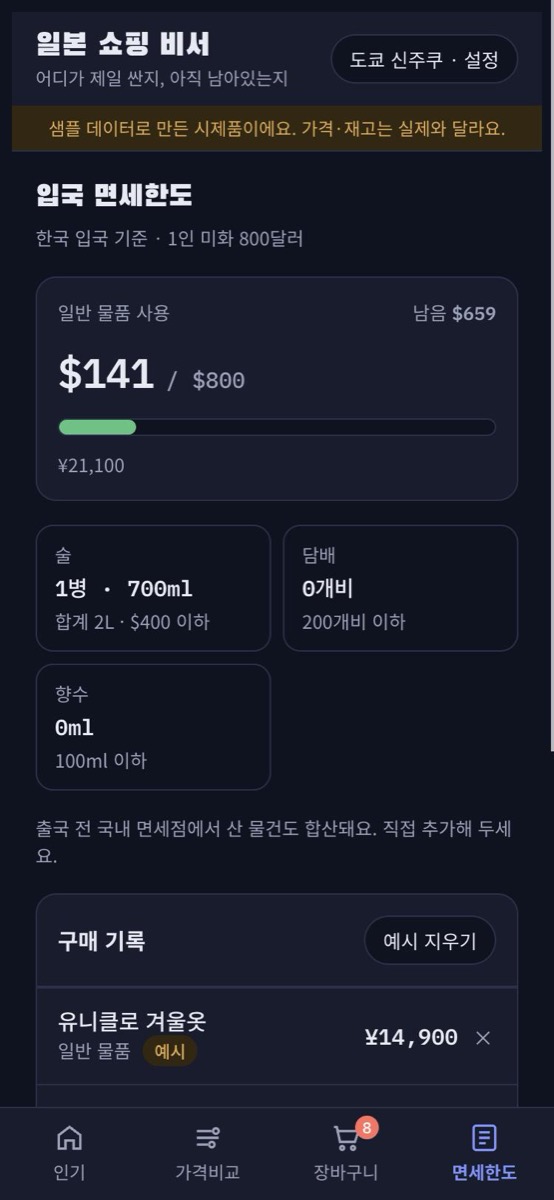 일본 쇼핑 비서
어디가 제일 싼지, 아직 남아있는지
도쿄 신주쿠 · 설정
샘플 데이터로 만든 시제품이에요. 가격·재고는 실제와 달라요.
입국 면세한도
한국 입국 기준 · 1인 미화 800달러
일반 물품 사용
남음 $659
$141 / $800
¥21,100
술
1병 · 700ml
합계 2L · $400 이하
담배
0개비
200개비 이하
향수
0ml
100ml 이하
출국 전 국내 면세점에서 산 물건도 합산돼요. 직접 추가해 두세
요.
구매 기록
예시 지우기
유니클로 겨울옷
일반 물품 예시
¥14,900 ×
인기
가격비교
8
장바구니
면세한도